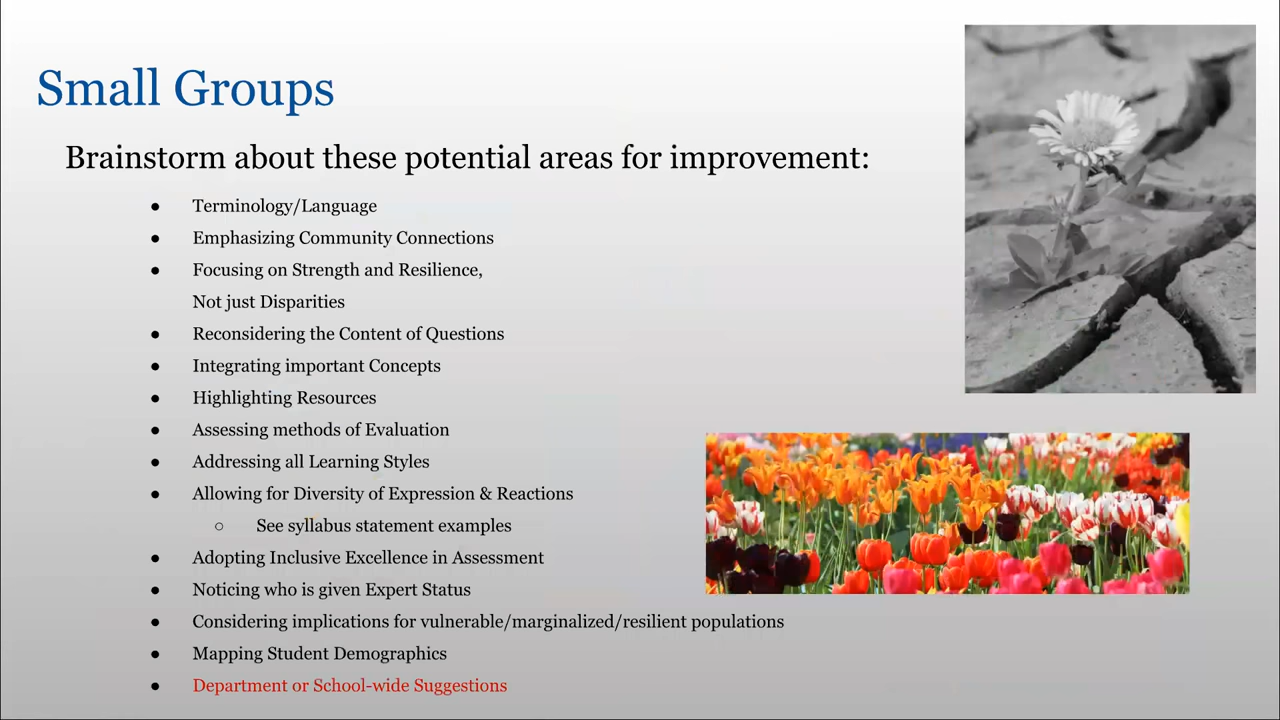 Small Groups
Brainstorm about these potential areas for improvement:
● Terminology/Language
● Emphasizing Community Connections
● Focusing on Strength and Resilience,
Not just Disparities
● Reconsidering the Content of Questions
● Integrating important Concepts
● Highlighting Resources
● Assessing methods of Evaluation
● Addressing all Learning Styles
● Allowing for Diversity of Expression & Reactions
○ See syllabus statement examples
● Adopting Inclusive Excellence in Assessment
● Noticing who is given Expert Status
● Considering implications for vulnerable/marginalized/resilient populations
● Mapping Student Demographics
● Department or School-wide Suggestions